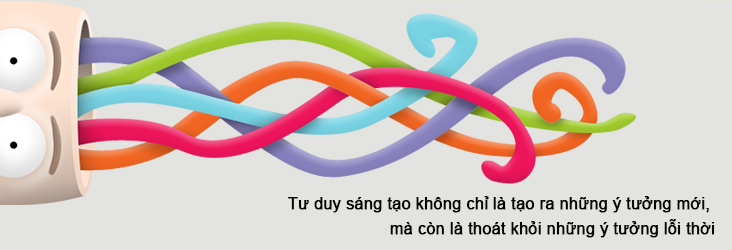 Tư duy sáng tạo không chỉ là tạo ra những ý tưởng mới,
mà còn là thoát khỏi những ý tưởng lỗi thời